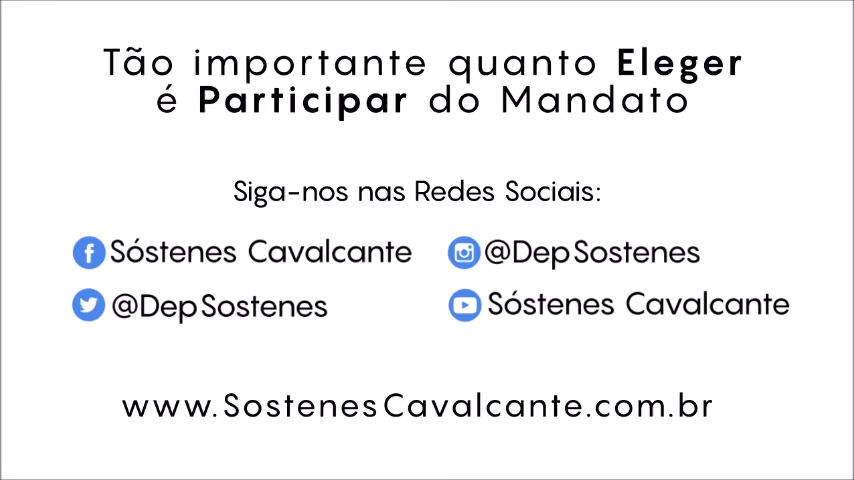 Tão importante quanto Eleger
é Participar do Mandato
Siga-nos nas Redes Sociais:
Sóstenes Cavalcante
@DepSostenes
@DepSostenes
Sóstenes Cavalcante
www.SostenesCavalcante.com.br